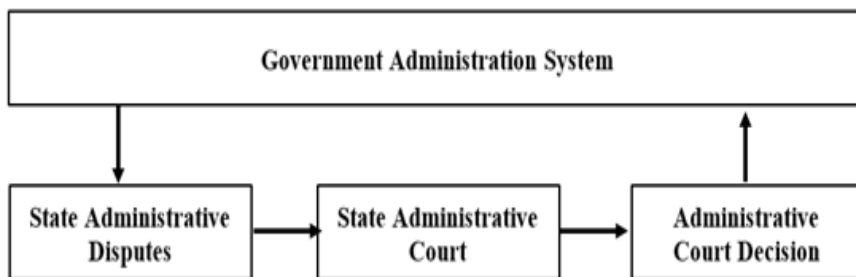 Government Administration System
State Administrative
Disputes
State Administrative
Court
Administrative
Court Decision